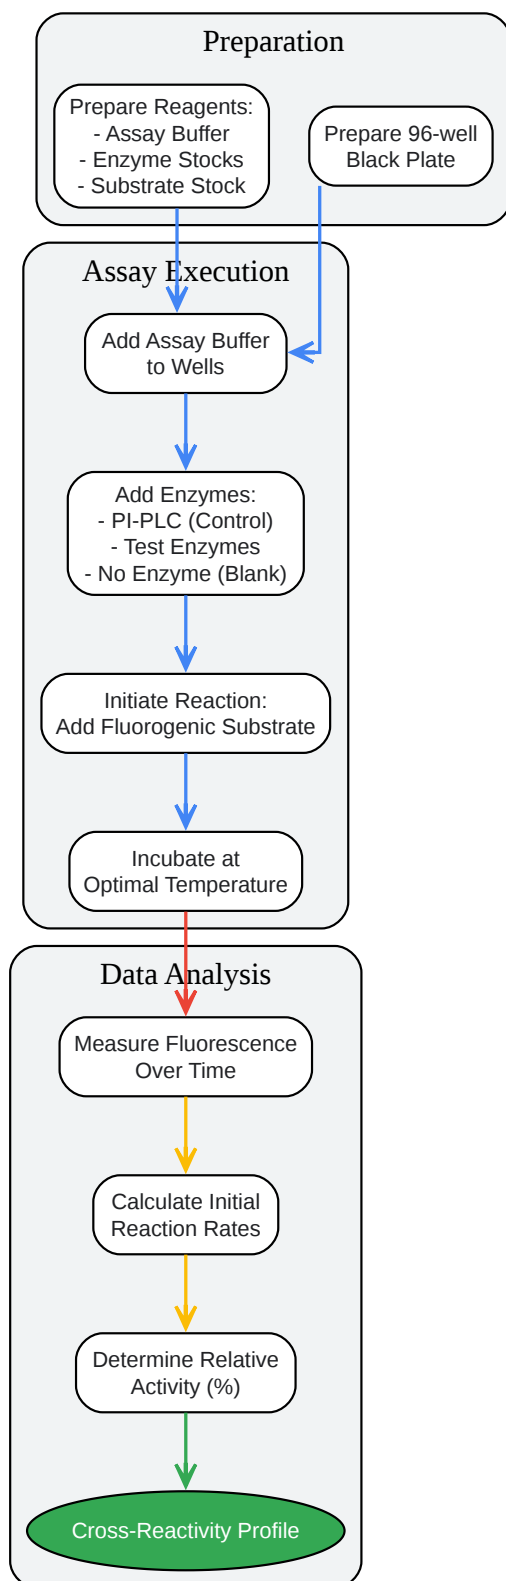 Preparation
Prepare Reagents:
- Assay Buffer
- Enzyme Stocks
- Substrate Stock
Prepare 96-well
Black Plate
Assay Execution
Add Assay Buffer
to Wells
Add Enzymes:
- PI-PLC (Control)
- Test Enzymes
- No Enzyme (Blank)
Initiate Reaction:
Add Fluorogenic Substrate
Incubate at
Optimal Temperature
Data Analysis
Measure Fluorescence
Over Time
Calculate Initial
Reaction Rates
Determine Relative
Activity (%)
Cross-Reactivity Profile